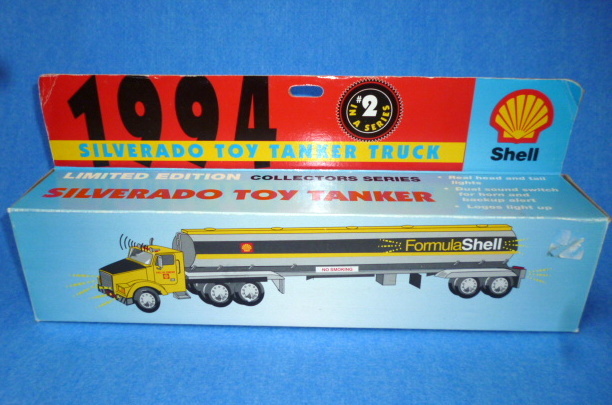 1994
#2
IN A SERIES
SILVERADO TOY TANKER TRUCK
Shell
LIMITED EDITION COLLECTORS SERIES
SILVERADO TOY TANKER
• Real head and tail
lights
• Dual sound switch
for horn and
backup alert
• Logos light up
FormulaShell
NO SMOKING